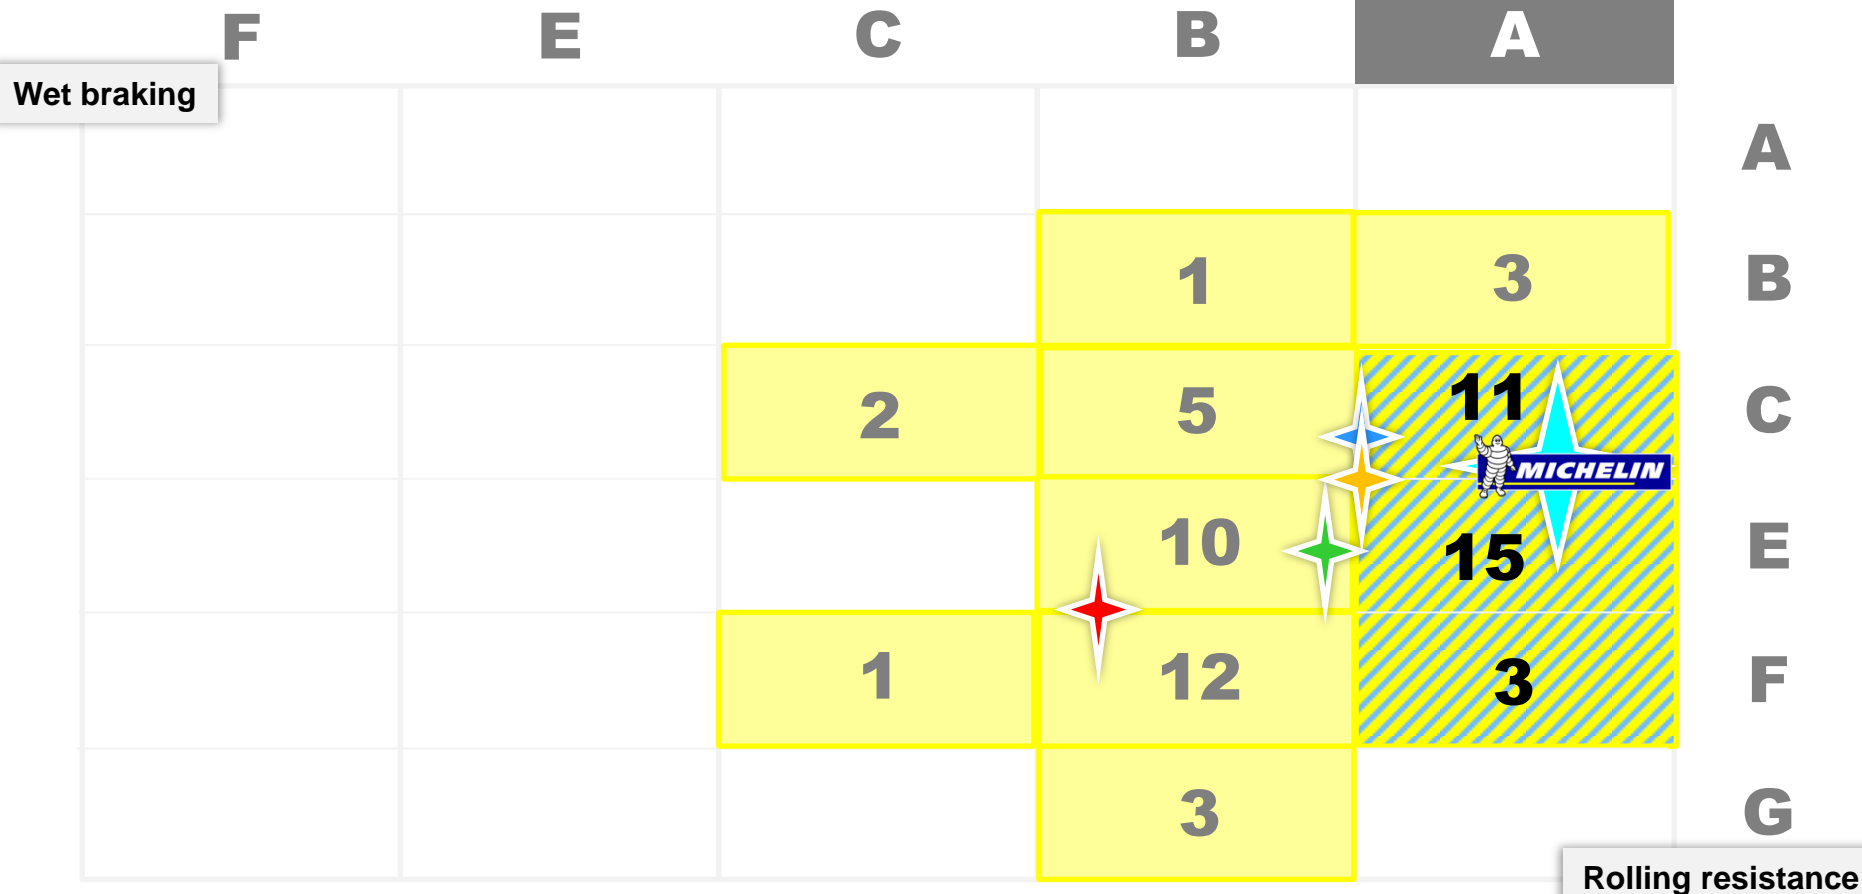 F E C B A
Wet braking
A
1 3 B
2 5 11 C
MICHELIN
10 15 E
1 12 3 F
3 G
Rolling resistance